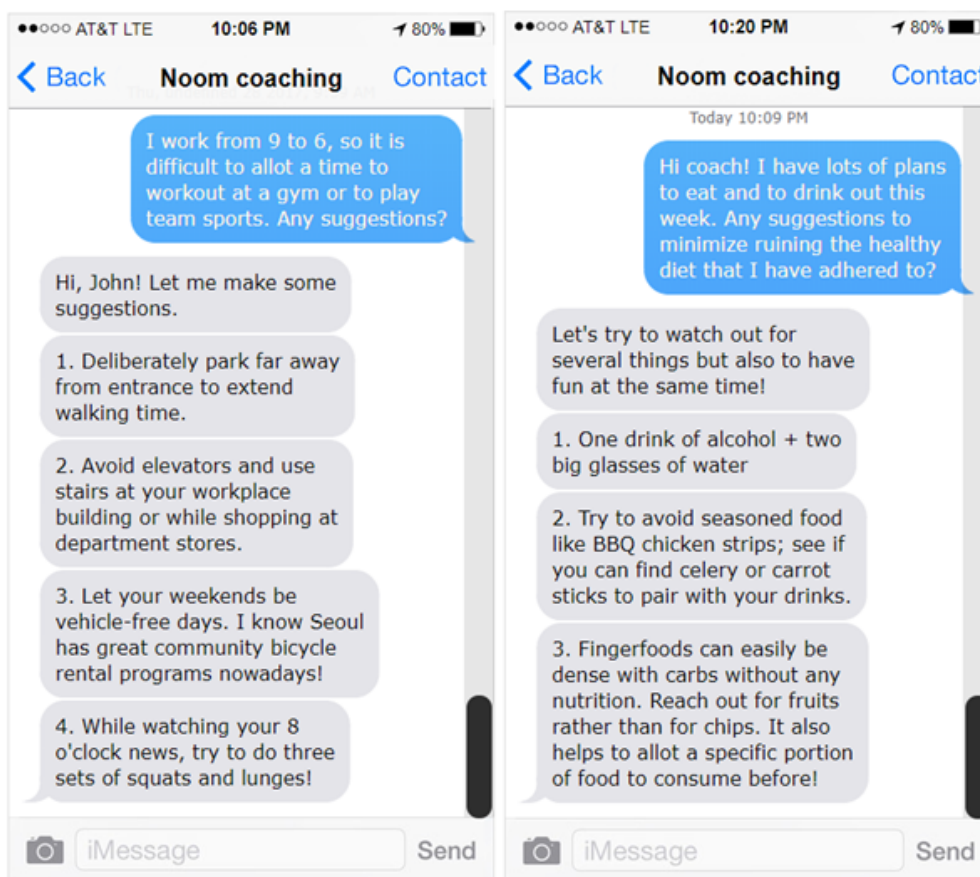 AT&T LTE 10:06 PM 80%
Back Noom coaching Contact
I work from 9 to 6, so it is
difficult to allot a time to
workout at a gym or to play
team sports. Any suggestions?
Hi, John! Let me make some
suggestions.
1. Deliberately park far away
from entrance to extend
walking time.
2. Avoid elevators and use
stairs at your workplace
building or while shopping at
department stores.
3. Let your weekends be
vehicle-free days. I know Seoul
has great community bicycle
rental programs nowadays!
4. While watching your 8
o'clock news, try to do three
sets of squats and lunges!
iMessage Send
AT&T LTE 10:20 PM 80%
Back Noom coaching Contact
Today 10:09 PM
Hi coach! I have lots of plans
to eat and to drink out this
week. Any suggestions to
minimize ruining the healthy
diet that I have adhered to?
Let's try to watch out for
several things but also to have
fun at the same time!
1. One drink of alcohol + two
big glasses of water
2. Try to avoid seasoned food
like BBQ chicken strips; see if
you can find celery or carrot
sticks to pair with your drinks.
3. Fingerfoods can easily be
dense with carbs without any
nutrition. Reach out for fruits
rather than for chips. It also
helps to allot a specific portion
of food to consume before!
iMessage Send